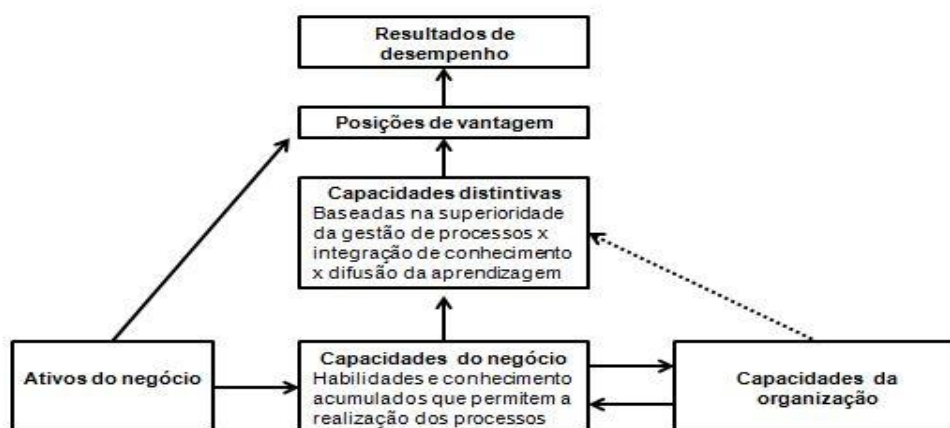 Resultados de
desempenho
Posições de vantagem
Capacidades distintivas
Baseadas na superioridade
da gestão de processos x
integração de conhecimento
x difusão da aprendizagem
Ativos do negócio
Capacidades do negócio
Habilidades e conhecimento
acumulados que permitem a
realização dos processos
Capacidades da
organização